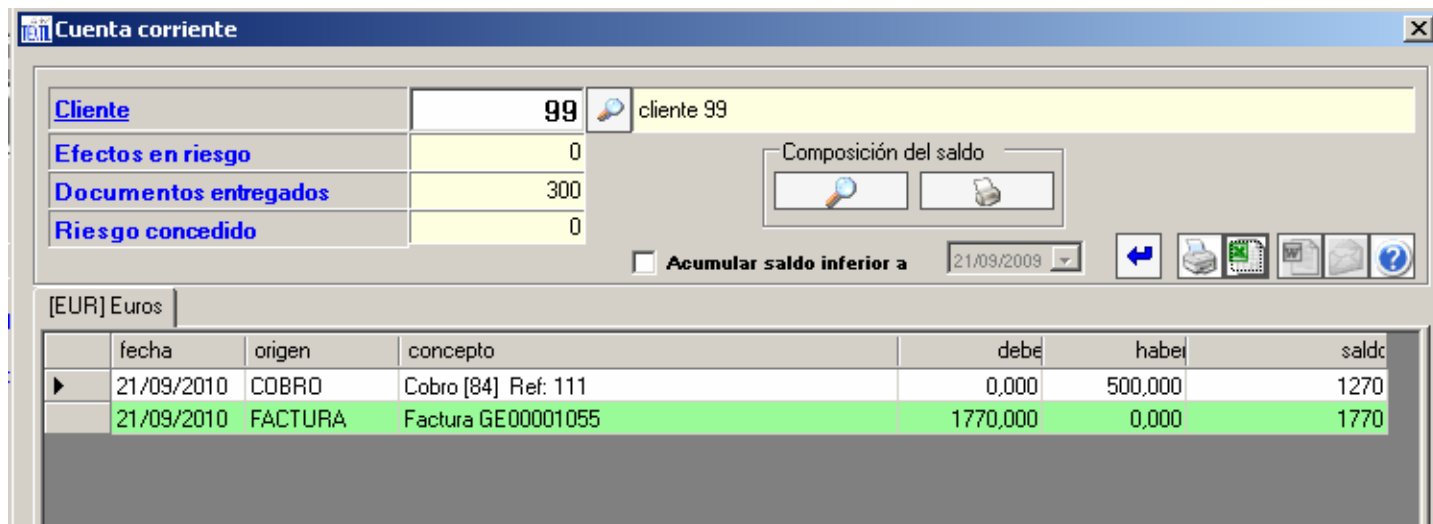 Cuenta corriente
Cliente 99 cliente 99
Efectos en riesgo 0 Composición del saldo
Documentos entregados 300
Riesgo concedido 0
Acumular saldo inferior a 21/09/2009
[EUR] Euros
fecha origen concepto debe haber saldo
21/09/2010 COBRO Cobro [84] Ref: 111 0,000 500,000 1270
21/09/2010 FACTURA Factura GE00001055 1770,000 0,000 1770